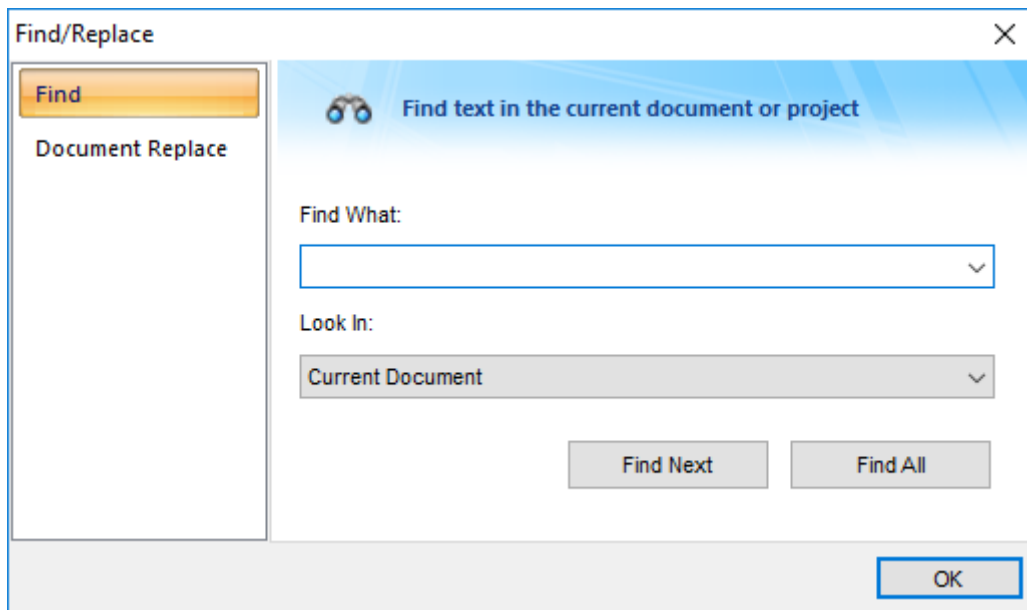 Find/Replace
Find
Document Replace
Find text in the current document or project
Find What:
Look In:
Current Document
Find Next
Find All
OK